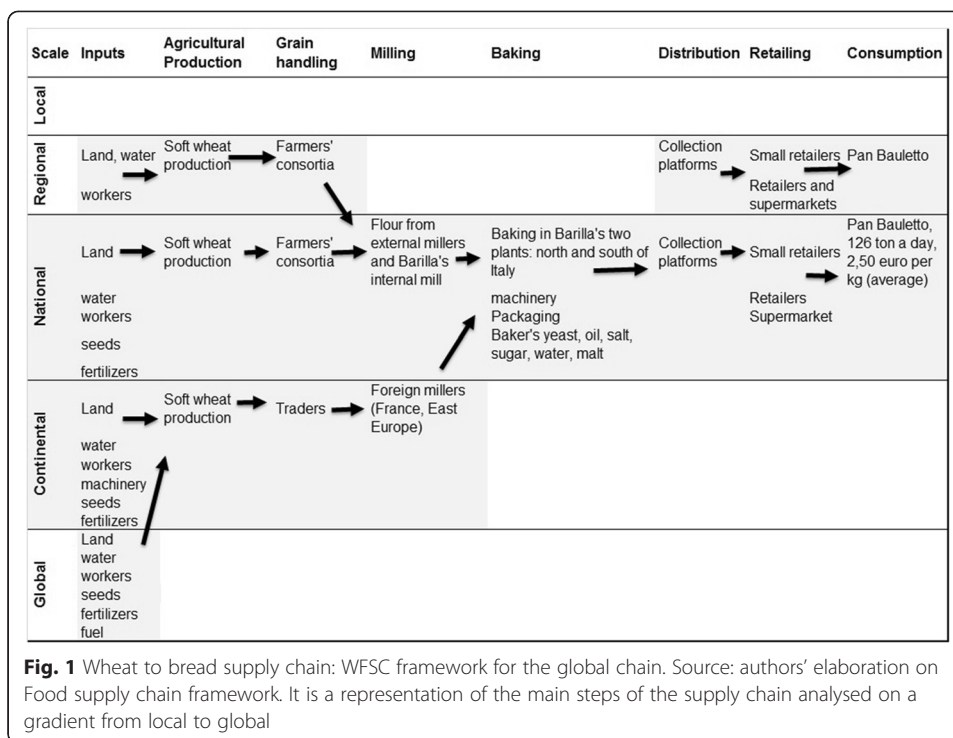 Scale Inputs Agricultural Production Grain handling Milling Baking Distribution Retailing Consumption
Local
Regional
Land, water
workers
Soft wheat
production
Farmers'
consortia
Collection
platforms
Small retailers
Retailers and
supermarkets
Pan Bauletto
National
Land
water
workers
seeds
fertilizers
Soft wheat
production
Farmers'
consortia
Flour from
external millers
and Barilla's
internal mill
Baking in Barilla's two
plants: north and south of
Italy
machinery
Packaging
Baker's yeast, oil, salt,
sugar, water, malt
Collection
platforms
Small retailers
Retailers
Supermarket
Pan Bauletto,
126 ton a day,
2,50 euro per
kg (average)
Continental
Land
water
workers
machinery
seeds
fertilizers
Soft wheat
production
Traders
Foreign millers
(France, East
Europe)
Global
Land
water
workers
seeds
fertilizers
fuel
Fig. 1 Wheat to bread supply chain: WFSC framework for the global chain. Source: authors' elaboration on
Food supply chain framework. It is a representation of the main steps of the supply chain analysed on a
gradient from local to global